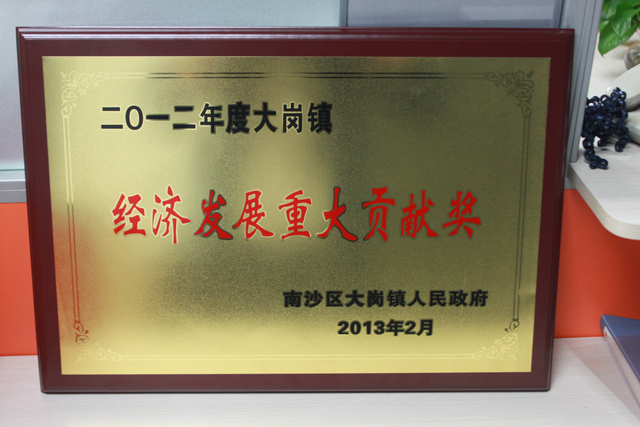 二〇一二年度大岗镇
经济发展重大贡献奖
南沙区大岗镇人民政府
2013年2月